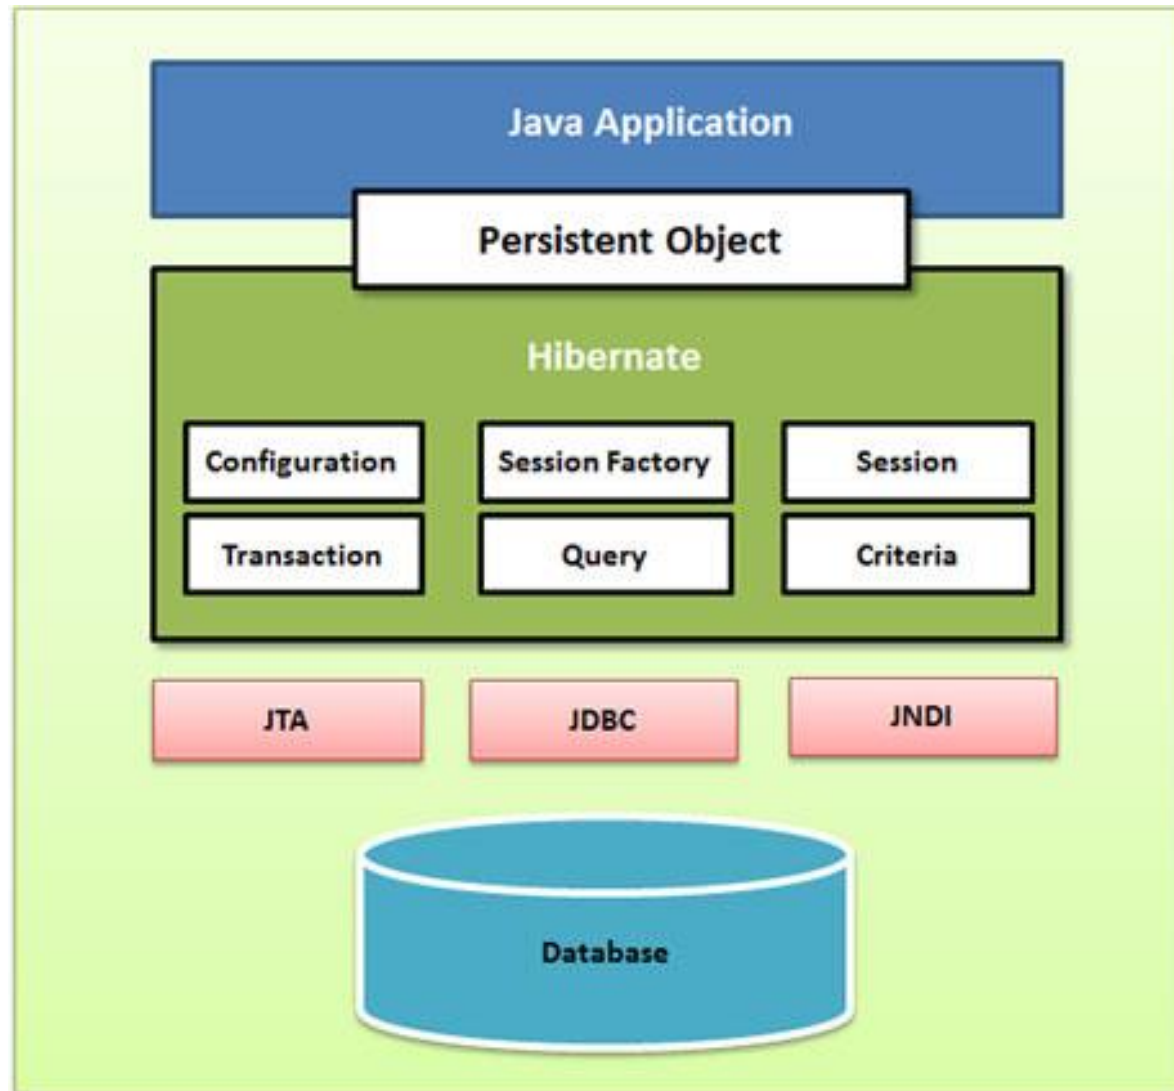 Java Application
Persistent Object
Hibernate
Configuration
Session Factory
Session
Transaction
Query
Criteria
JTA
JDBC
JNDI
Database